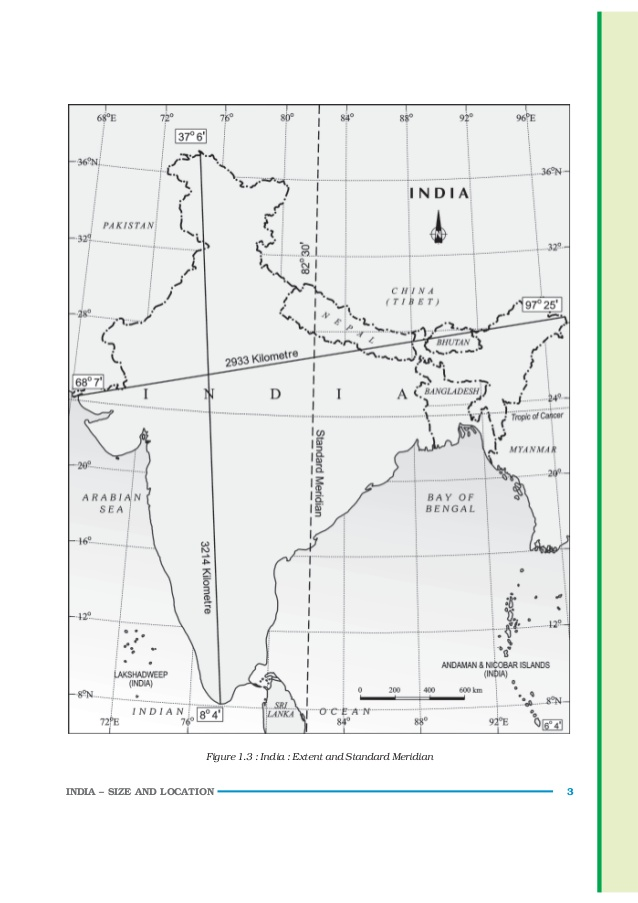 68°E 72° 76° 80° 84° 88° 92° 96°E
37° 6'
36°N
36°N
INDIA
N
PAKISTAN
32°
32°
82° 30'
CHINA
(TIBET)
97° 25'
28°
NEPAL
BHUTAN
2933 Kilometre
68° 7'
INDIA
BANGLADESH
24°
Tropic of Cancer
Standard Meridian
MYANMAR
20°
20°
ARABIAN
SEA
BAY OF
BENGAL
16°
16°
3214 Kilometre
12°
12°
LAKSHADWEEP
(INDIA)
ANDAMAN & NICOBAR ISLANDS
(INDIA)
0 200 400 600 km
8°N
8°N
SRI
LANKA
INDIAN OCEAN
8° 4'
6° 4'
72°E 76° 84° 88° 92°E
Figure 1.3 : India : Extent and Standard Meridian
INDIA – SIZE AND LOCATION 3